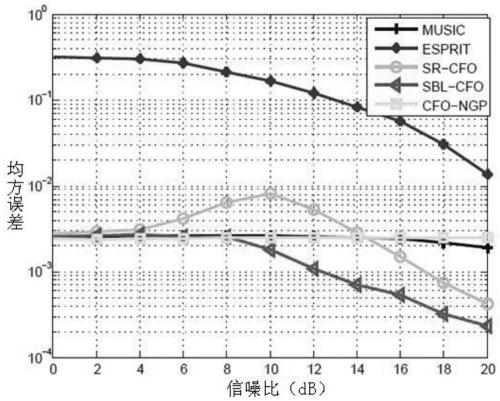 10^0
10^-1
10^-2
10^-3
10^-4
均方误差
MUSIC
ESPRIT
SR-CFO
SBL-CFO
CFO-NGP
0 2 4 6 8 10 12 14 16 18 20
信噪比（dB）